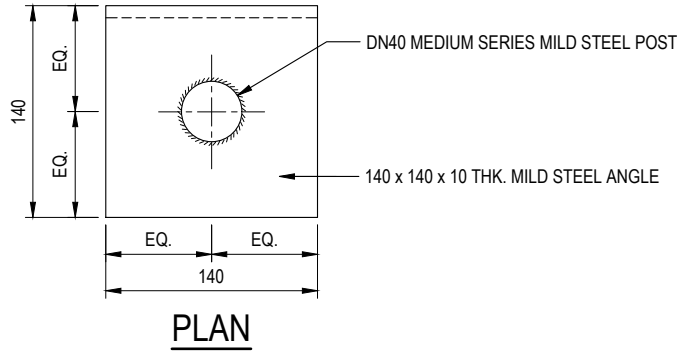 DN40 MEDIUM SERIES MILD STEEL POST
EQ.
140
EQ.
140 x 140 x 10 THK. MILD STEEL ANGLE
EQ. EQ.
140
PLAN